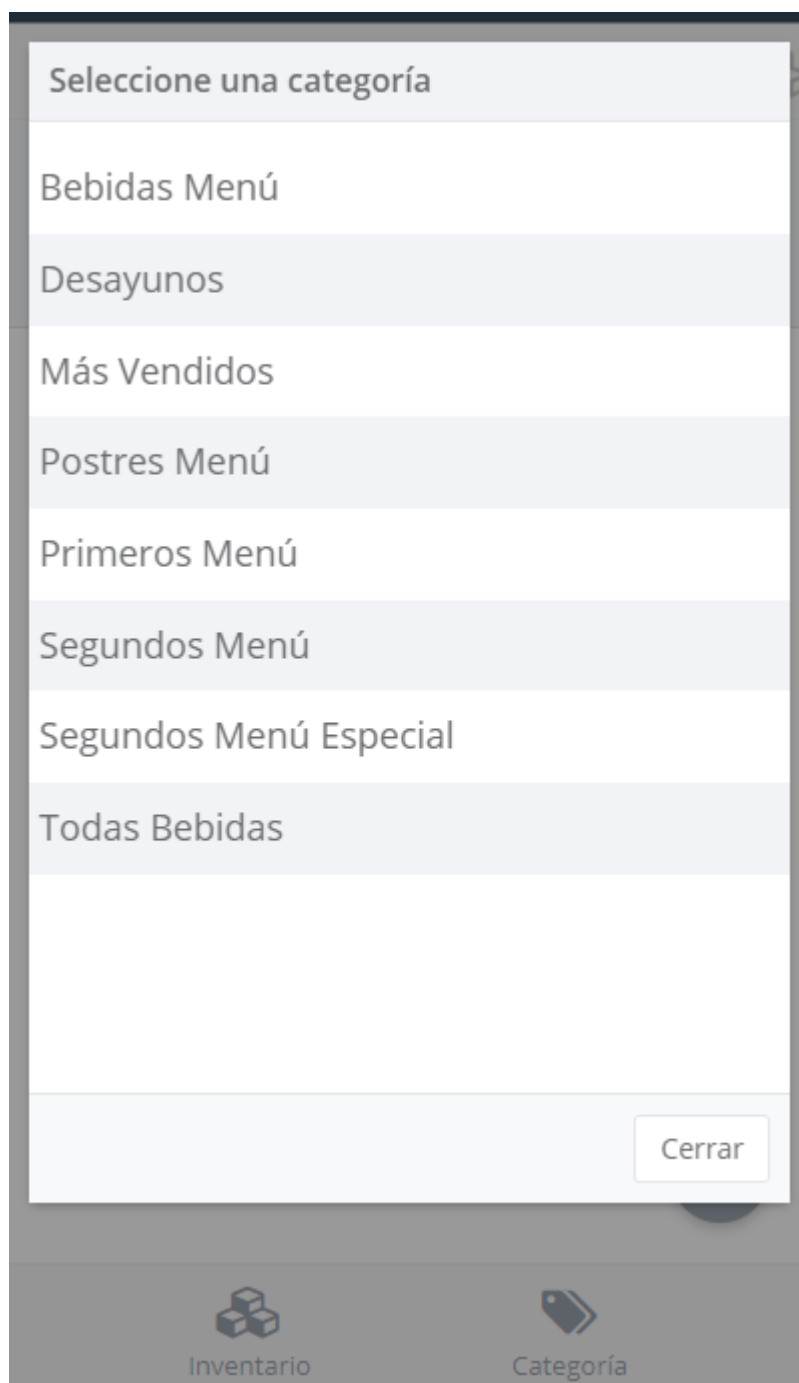 Seleccione una categoría
Bebidas Menú
Desayunos
Más Vendidos
Postres Menú
Primeros Menú
Segundos Menú
Segundos Menú Especial
Todas Bebidas
Cerrar
Inventario
Categoría